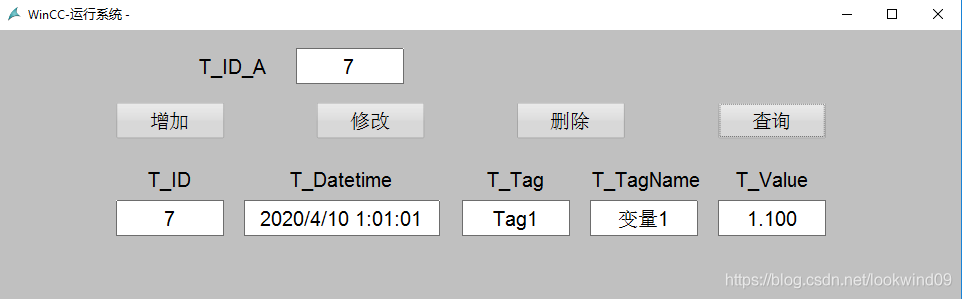 WinCC-运行系统 -
T_ID_A 7
增加 修改 删除 查询
T_ID T_Datetime T_Tag T_TagName T_Value
7 2020/4/10 1:01:01 Tag1 变量1 1.100
https://blog.csdn.net/lookwind09